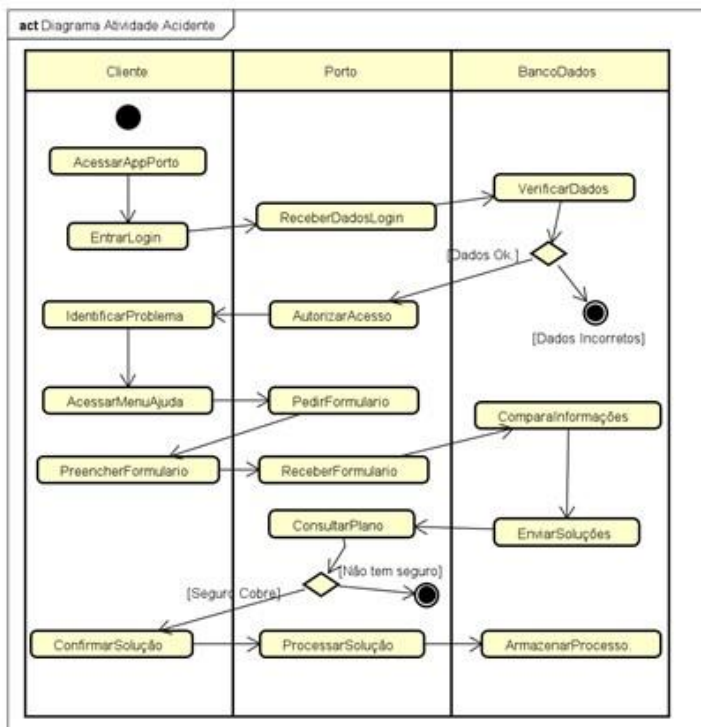 act Diagrama Atividade Acidente
Cliente
Porto
BancoDados
AcessarAppPorto
VerificarDados
ReceberDadosLogin
EntrarLogin
[Dados Ok.]
IdentificarProblema
AutorizarAcesso
[Dados Incorretos]
AcessarMenuAjuda
PedirFormulario
ComparaInformações
PreencherFormulario
ReceberFormulario
ConsultarPlano
EnviarSoluções
[Não tem seguro]
[Seguro Cobre]
ConfirmarSolução
ProcessarSolução
ArmazenarProcesso.